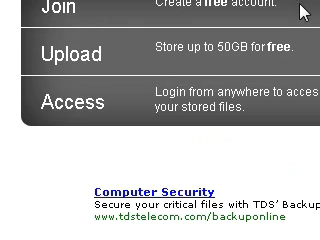 Join Create a free account.
Upload Store up to 50GB for free.
Access Login from anywhere to acces
your stored files.
Computer Security
Secure your critical files with TDS' Backup
www.tdstelecom.com/backuponline